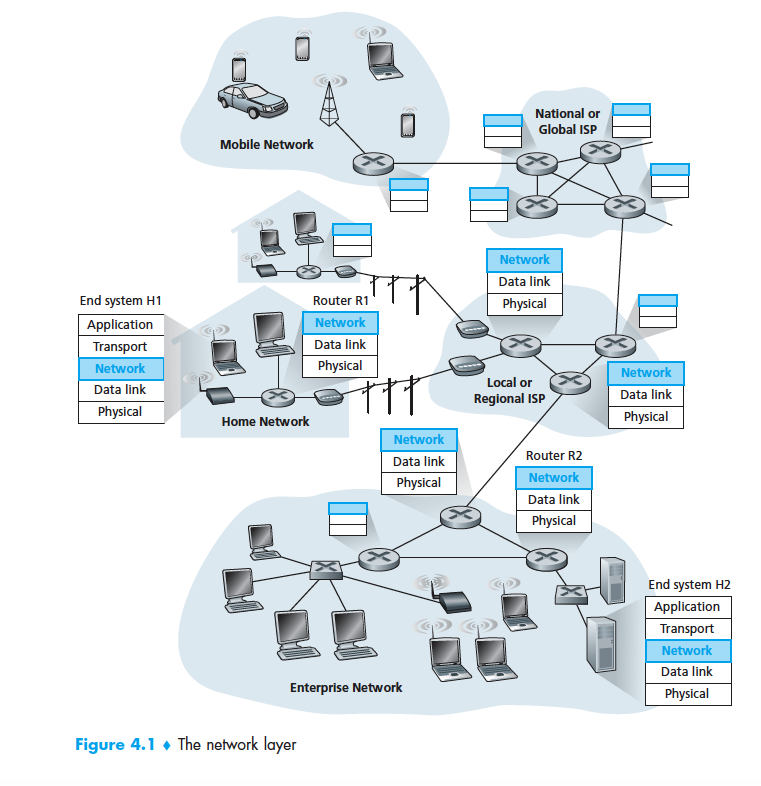 National or
Global ISP
Mobile Network
Network
Data link
Physical
End system H1
Application
Transport
Network
Data link
Physical
Router R1
Network
Data link
Physical
Home Network
Local or
Regional ISP
Network
Data link
Physical
Network
Data link
Physical
Router R2
Network
Data link
Physical
End system H2
Application
Transport
Network
Data link
Physical
Enterprise Network
Figure 4.1 ♦ The network layer